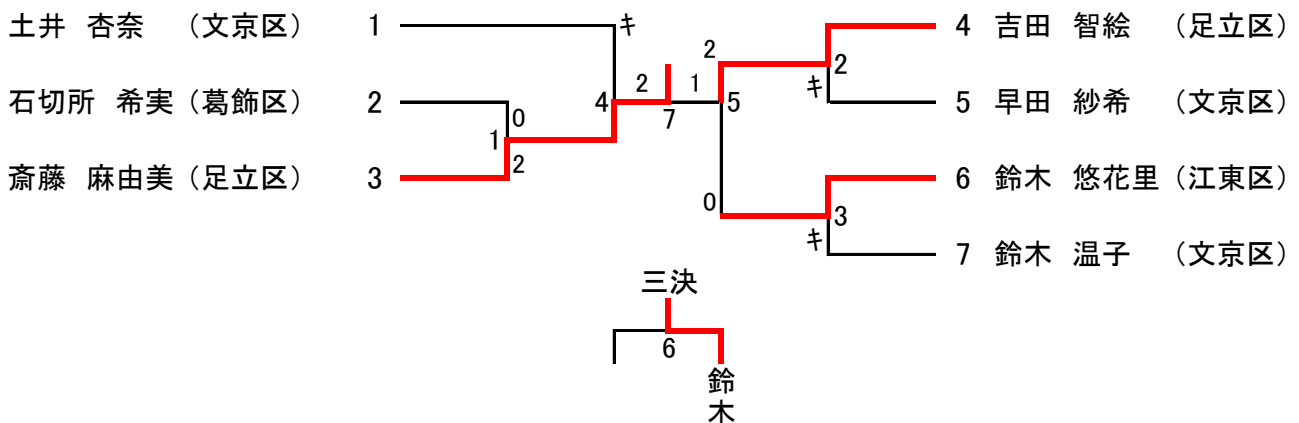 土井 杏奈 （文京区） 1
キ
4 吉田 智絵 （足立区）
2
2
2 1
キ
石切所 希実（葛飾区） 2
4
7
5
5 早田 紗希 （文京区）
0
1
2
斎藤 麻由美（足立区） 3
6 鈴木 悠花里（江東区）
0
3
キ
7 鈴木 温子 （文京区）
三決
6
鈴木